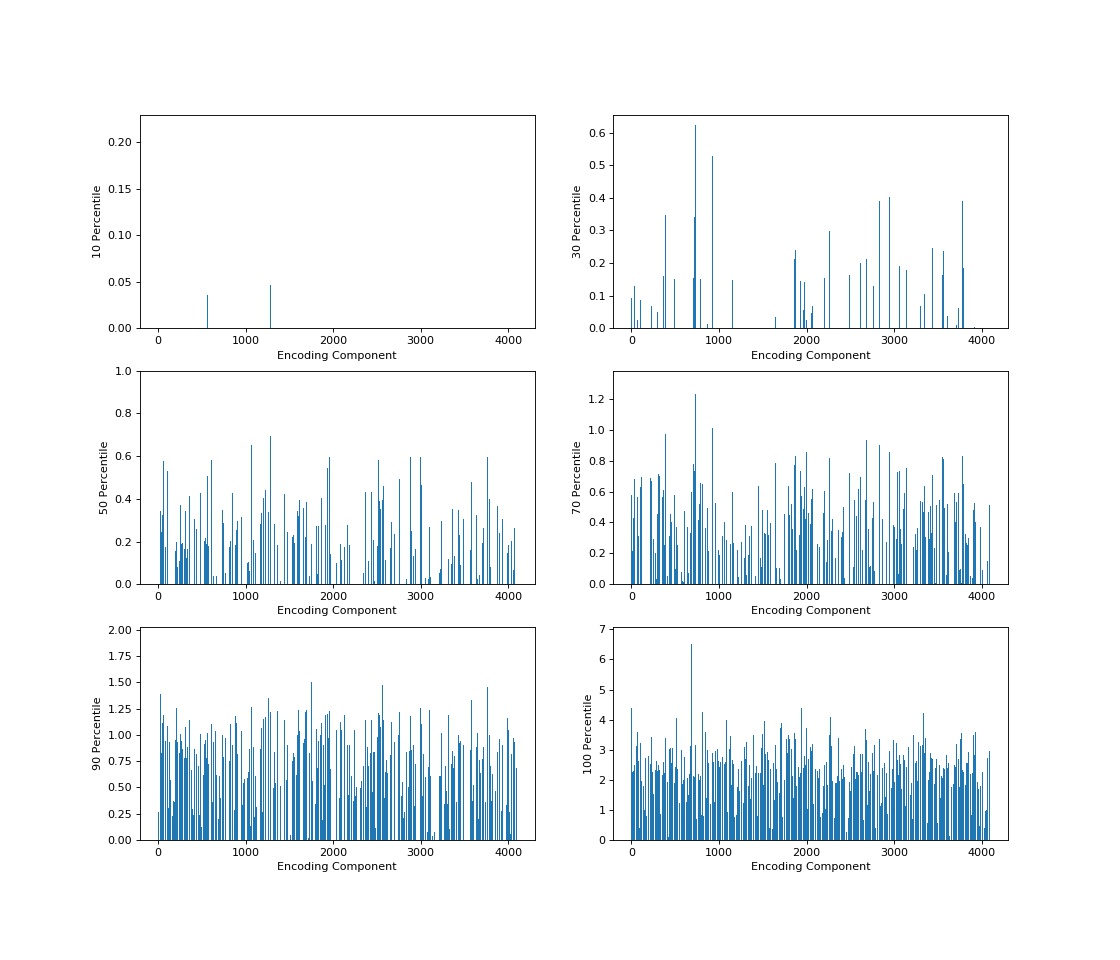 10 Percentile
0.20
0.15
0.10
0.05
0.00
0 1000 2000 3000 4000
Encoding Component
30 Percentile
0.6
0.5
0.4
0.3
0.2
0.1
0.0
0 1000 2000 3000 4000
Encoding Component
50 Percentile
1.0
0.8
0.6
0.4
0.2
0.0
0 1000 2000 3000 4000
Encoding Component
70 Percentile
1.2
1.0
0.8
0.6
0.4
0.2
0.0
0 1000 2000 3000 4000
Encoding Component
90 Percentile
2.00
1.75
1.50
1.25
1.00
0.75
0.50
0.25
0.00
0 1000 2000 3000 4000
Encoding Component
100 Percentile
7
6
5
4
3
2
1
0
0 1000 2000 3000 4000
Encoding Component